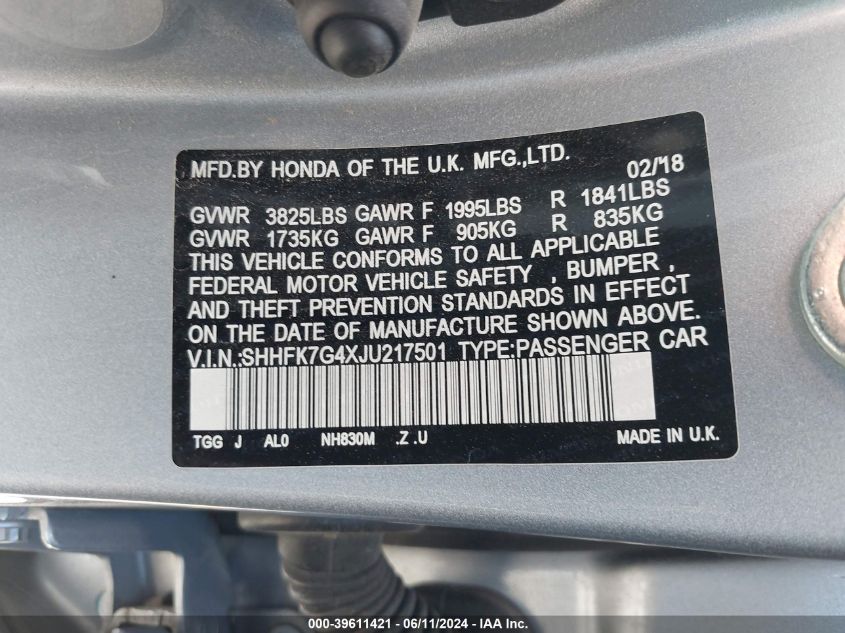 MFD.BY HONDA OF THE U.K. MFG.,LTD. 02/'18
GVWR 3825LBS GAWR F 1995LBS R 1841LBS
GVWR 1735KG GAWR F 905KG R 835KG
THIS VEHICLE CONFORMS TO ALL APPLICABLE
FEDERAL MOTOR VEHICLE SAFETY , BUMPER ,
AND THEFT PREVENTION STANDARDS IN EFFECT
ON THE DATE OF MANUFACTURE SHOWN ABOVE.
V.I.N.:SHHFK7G4XJU217501 TYPE:PASSENGER CAR
TGG J AL0 NH830M .Z .U MADE IN U.K.
000-39611421 - 06/11/2024 - IAA Inc.